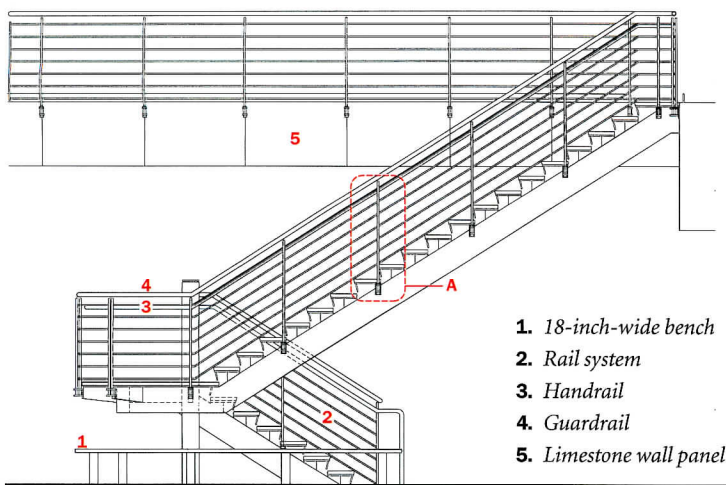 5
4
3
A
2
1
1. 18-inch-wide bench
2. Rail system
3. Handrail
4. Guardrail
5. Limestone wall panel